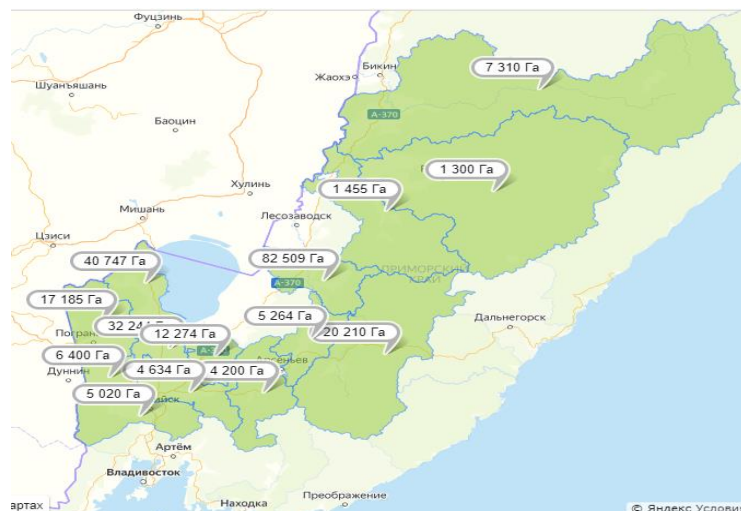 Фуцзинь
7 310 Га
Бикин
Жаохэ
Шуанъяшань
А-370
Баоцин
1 300 Га
1 455 Га
Хулинь
Мишань
Лесозаводск
Цзиси
82 509 Га
40 747 Га
ПРИМОРСКИЙ
КРАЙ
А-370
17 185 Га
5 264 Га
20 210 Га
Дальнегорск
12 274 Га
6 400 Га
Дуннин
4 634 Га
4 200 Га
5 020 Га
Артём
Владивосток
Преображение
Находка
артах
© Яндекс Услови